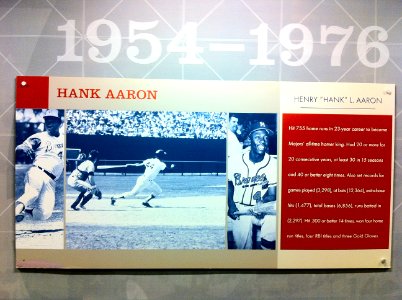 1954–1976
HANK AARON
HENRY "HANK" L. AARON
Hit 755 home runs in 23-year career to become
Majors' all-time homer king. Had 20 or more for
20 consecutive years, at least 30 in 15 seasons
and 40 or better eight times. Also set records for
games played (3,298), at-bats (12,364), extra-base
hits (1,477), total bases (6,856), runs batted in
(2,297). Hit .300 or better 14 times, won four home
run titles, four RBI titles and three Gold Gloves.
Braves